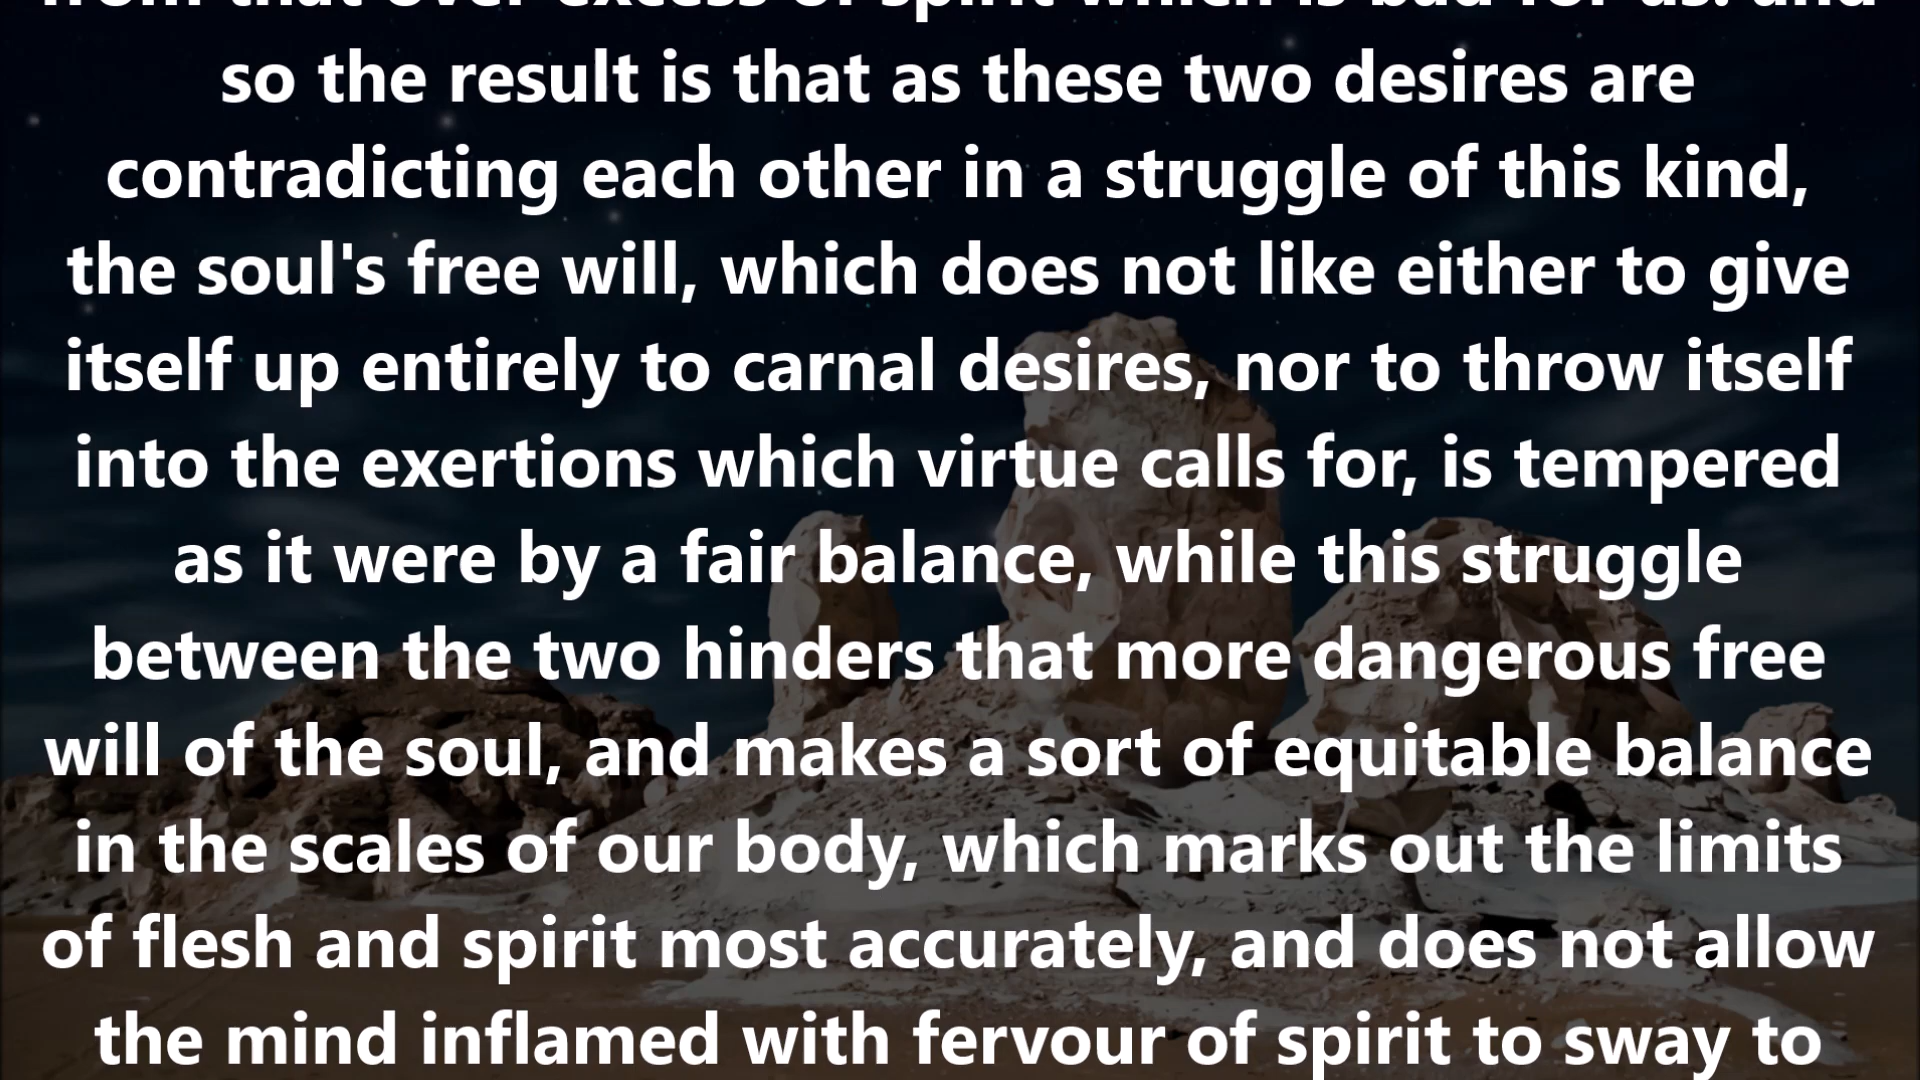 from that over excess of spirit which is bad for us: and
so the result is that as these two desires are
contradicting each other in a struggle of this kind,
the soul's free will, which does not like either to give
itself up entirely to carnal desires, nor to throw itself
into the exertions which virtue calls for, is tempered
as it were by a fair balance, while this struggle
between the two hinders that more dangerous free
will of the soul, and makes a sort of equitable balance
in the scales of our body, which marks out the limits
of flesh and spirit most accurately, and does not allow
the mind inflamed with fervour of spirit to sway to